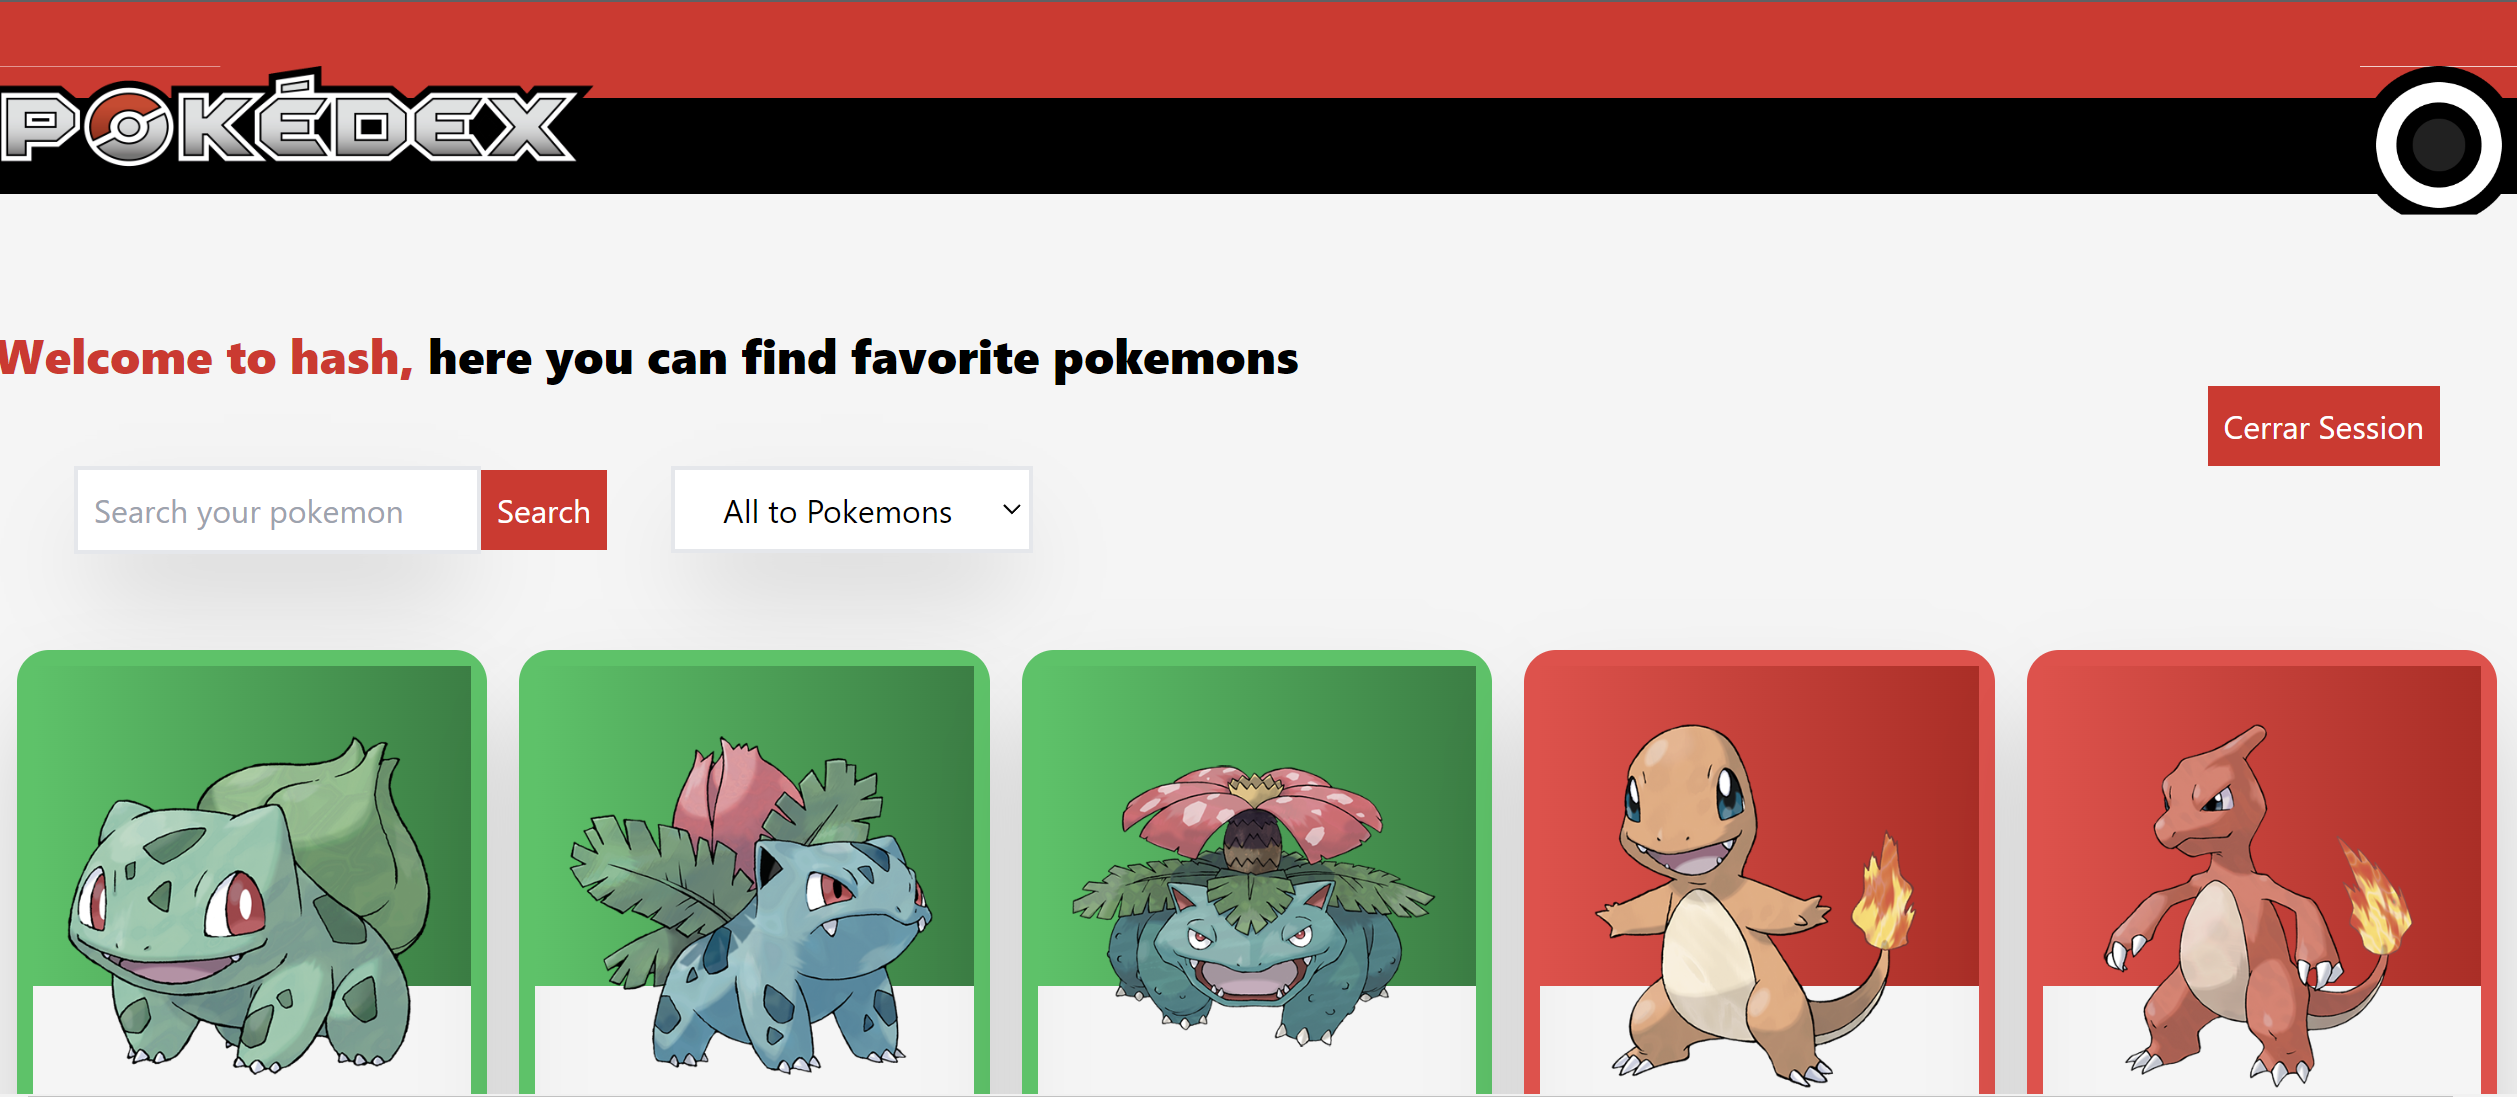 POKÉDEX
Welcome to hash, here you can find favorite pokemons
Cerrar Session
Search your pokemon
Search
All to Pokemons